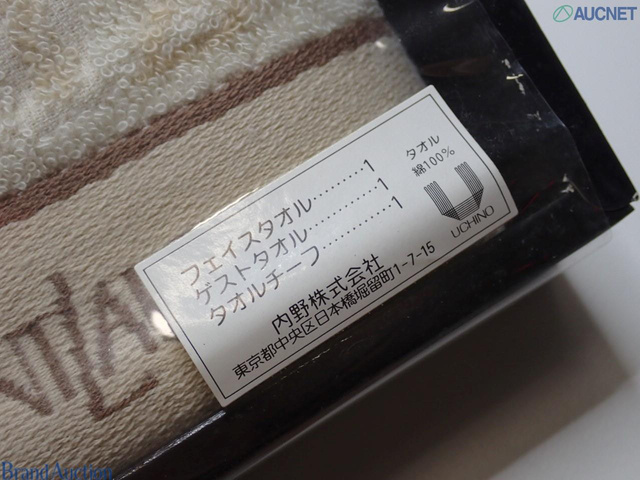 AUCNET
フェイスタオル………1
ゲストタオル…………1
タオルチーフ…………1
タオル
綿100%
UCHINO
内野株式会社
東京都中央区日本橋堀留町1-7-15
Brand Auction